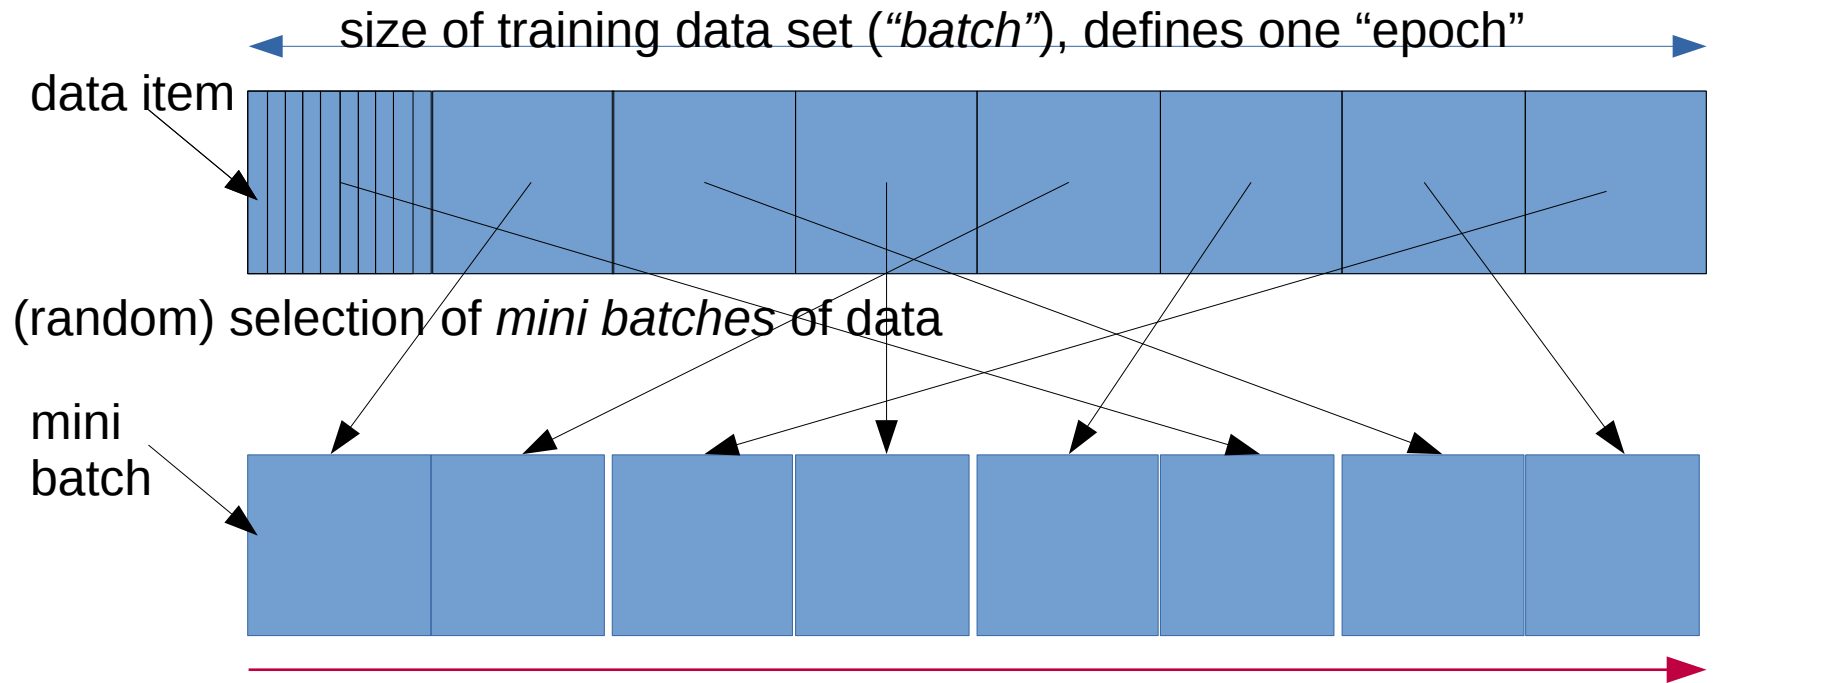 size of training data set (“batch”), defines one “epoch”
data item
(random) selection of mini batches of data
mini
batch